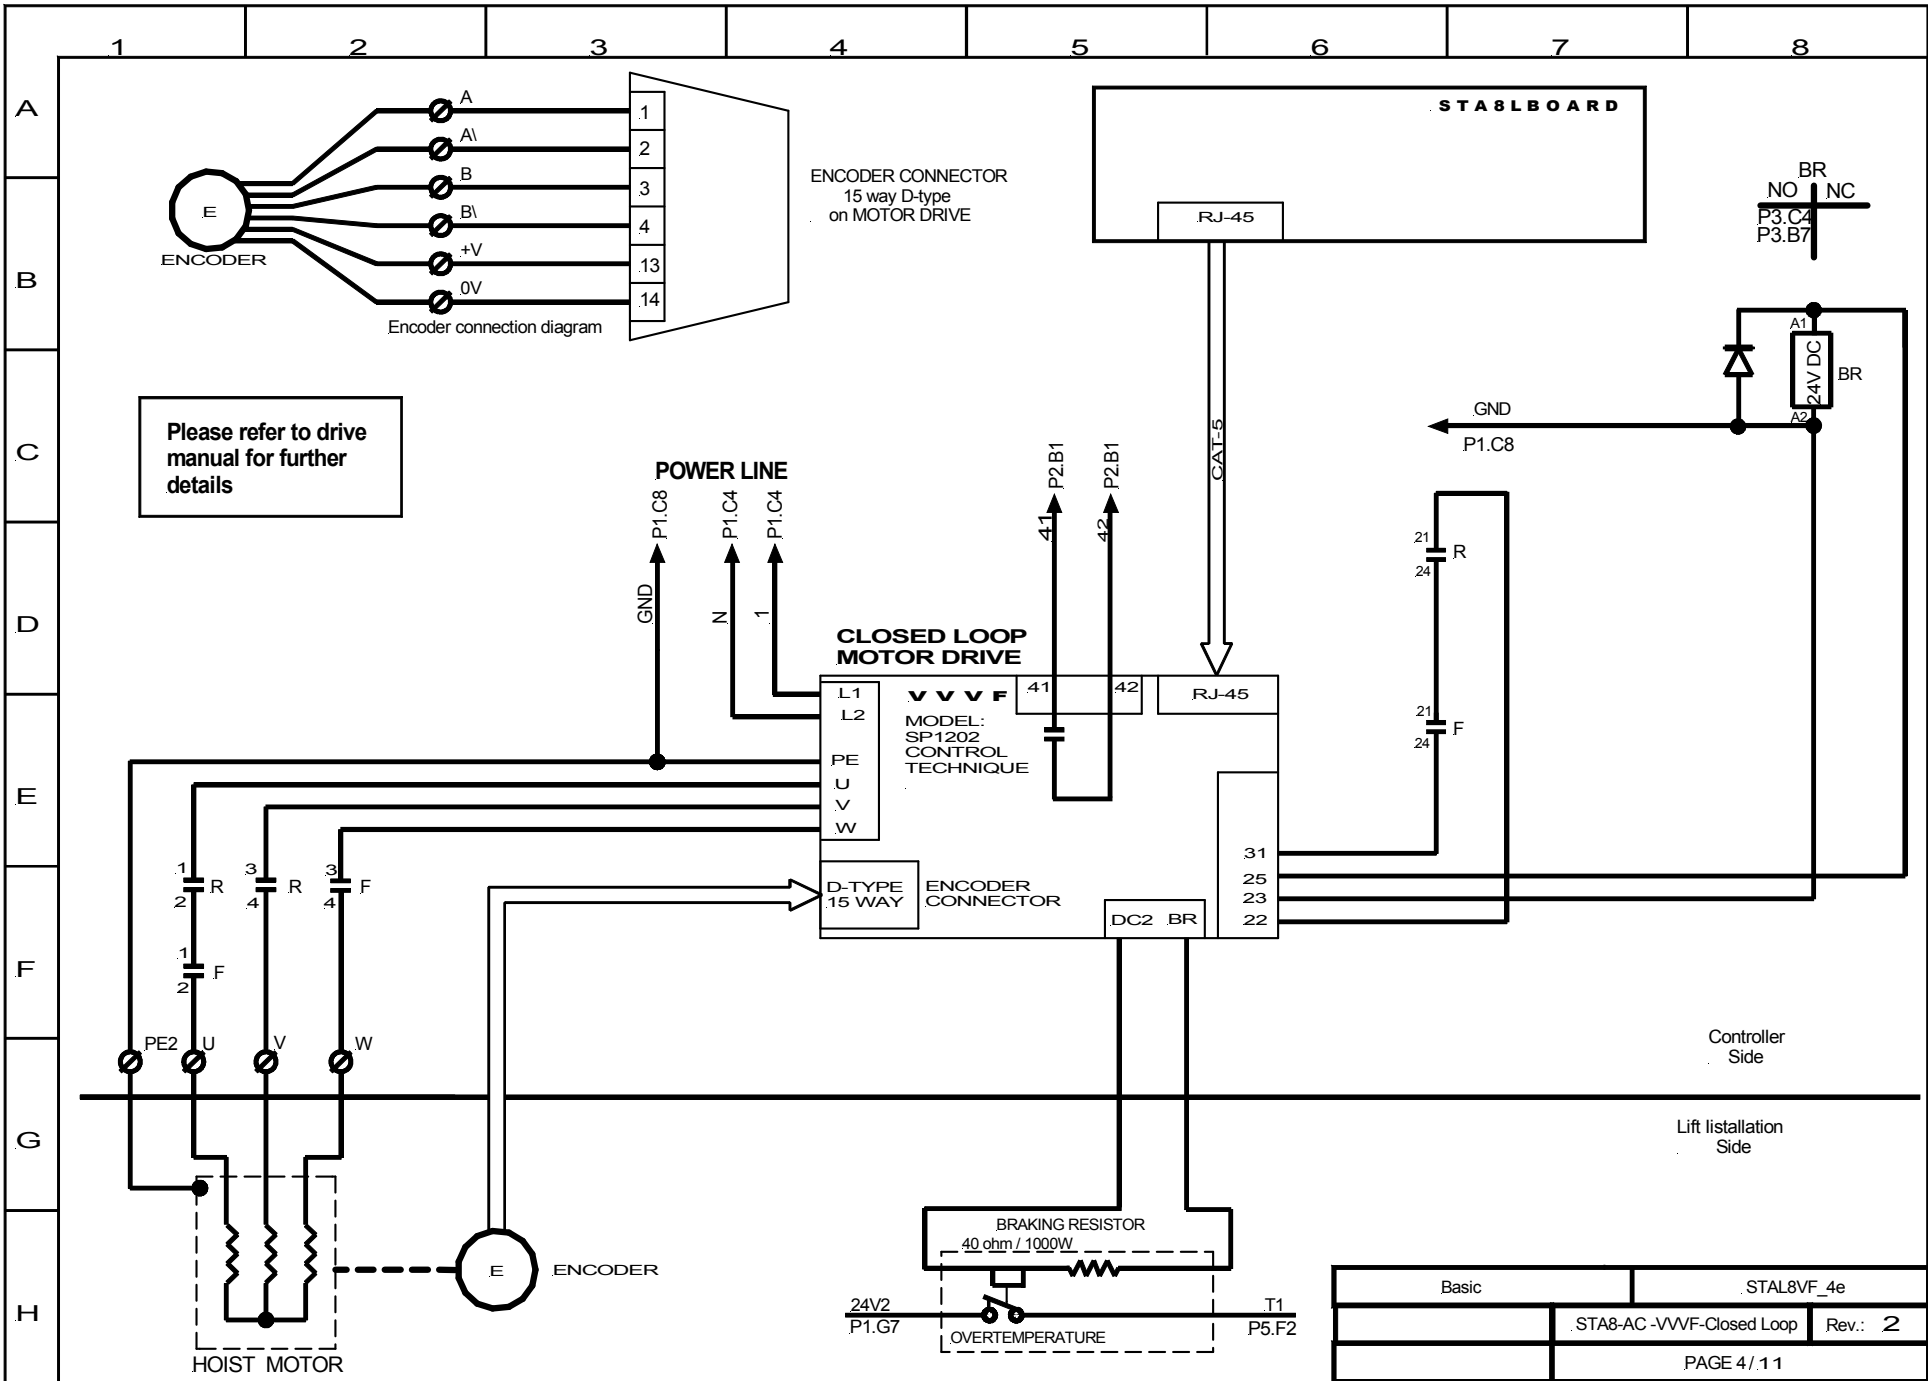 1 2 3 4 5 6 7 8
A
B
C
D
E
F
G
H
A
A\
B
B\
+V
0V
1
2
3
4
13
14
E
ENCODER
Encoder connection diagram
ENCODER CONNECTOR
15 way D-type
on MOTOR DRIVE
STA8LBOARD
RJ-45
CAT-5
BR
NO NC
P3.C4
P3.B7
A1
24V DC
BR
A2
GND
P1.C8
Please refer to drive
manual for further
details
POWER LINE
P1.C8
P1.C4
P1.C4
GND
N
1
P2.B1
P2.B1
41
42
21
R
24
21
F
24
CLOSED LOOP
MOTOR DRIVE
L1
L2
PE
U
V
W
VVVF
MODEL:
SP1202
CONTROL
TECHNIQUE
41
42
RJ-45
31
25
23
22
D-TYPE
15 WAY
ENCODER
CONNECTOR
DC2 BR
1
R
2
3
R
4
3
F
4
1
F
2
PE2
U
V
W
Controller
Side
Lift Iistallation
Side
E
ENCODER
HOIST MOTOR
BRAKING RESISTOR
40 ohm / 1000W
24V2
P1.G7
T1
P5.F2
OVERTEMPERATURE
Basic
STAL8VF_4e
STA8-AC -VVVF-Closed Loop
Rev.: 2
PAGE 4/ 11